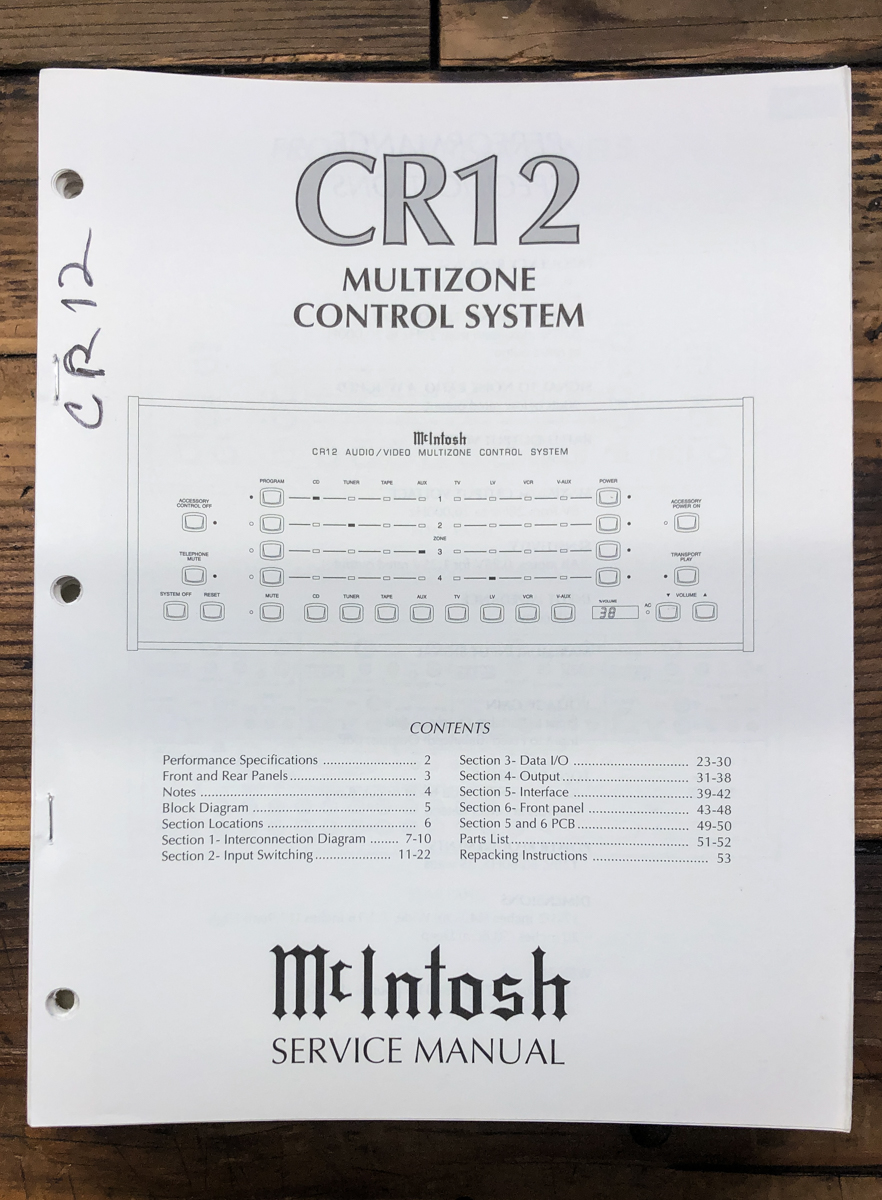 CR12
CR12
MULTIZONE
CONTROL SYSTEM
McIntosh
CR12 AUDIO/VIDEO MULTIZONE CONTROL SYSTEM
PROGRAM CD TUNER TAPE AUX TV LV VCR V-AUX POWER
1
ACCESSORY
CONTROL OFF
ACCESSORY
POWER ON
2
ZONE
3
TELEPHONE
MUTE
TRANSPORT
PLAY
4
SYSTEM OFF RESET MUTE CD TUNER TAPE AUX TV LV VCR V-AUX %VOLUME AC ▼ VOLUME ▲
38
CONTENTS
Performance Specifications ........................... 2
Front and Rear Panels ................................... 3
Notes ............................................................ 4
Block Diagram .............................................. 5
Section Locations .......................................... 6
Section 1- Interconnection Diagram ........ 7-10
Section 2- Input Switching ..................... 11-22
Section 3- Data I/O ................................ 23-30
Section 4- Output ................................... 31-38
Section 5- Interface ................................ 39-42
Section 6- Front panel ............................ 43-48
Section 5 and 6 PCB ............................... 49-50
Parts List ................................................. 51-52
Repacking Instructions ................................ 53
McIntosh
SERVICE MANUAL